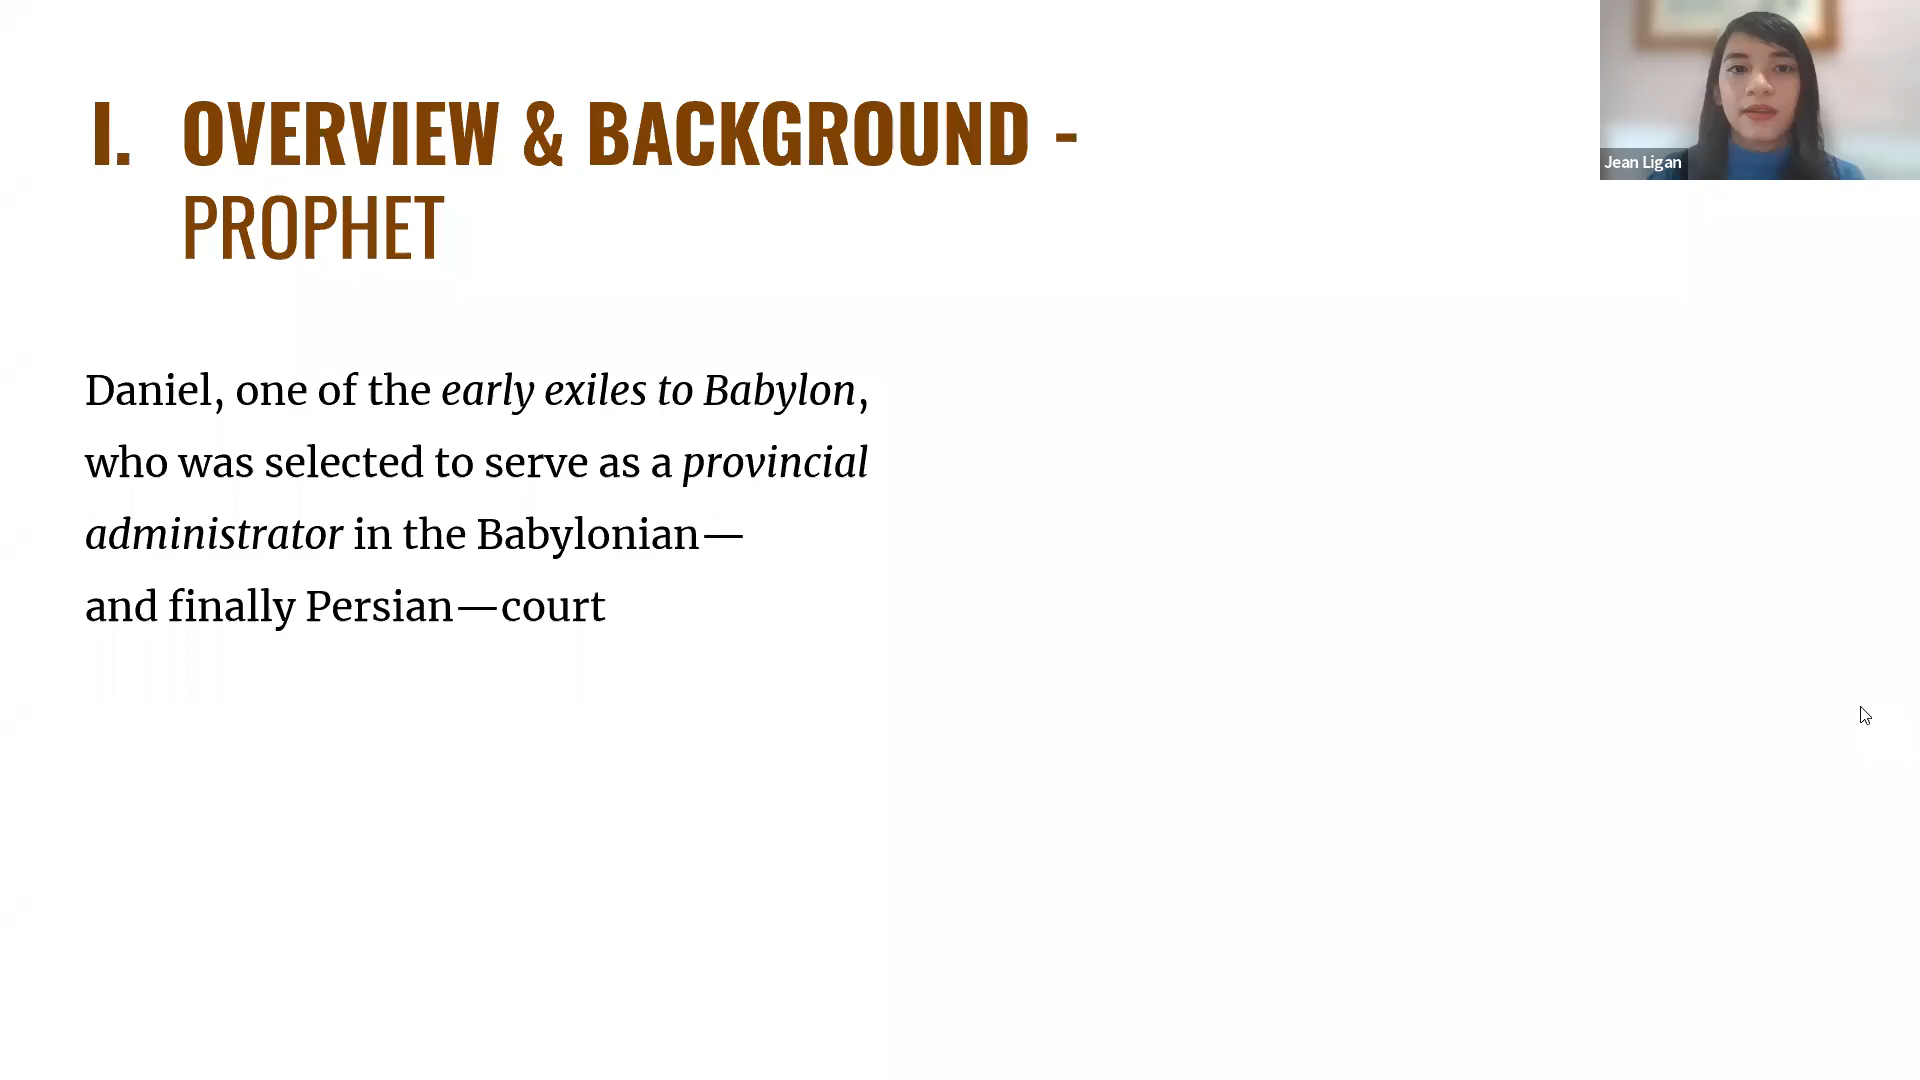 I. OVERVIEW & BACKGROUND -
PROPHET
Daniel, one of the early exiles to Babylon,
who was selected to serve as a provincial
administrator in the Babylonian—
and finally Persian—court
Jean Ligan